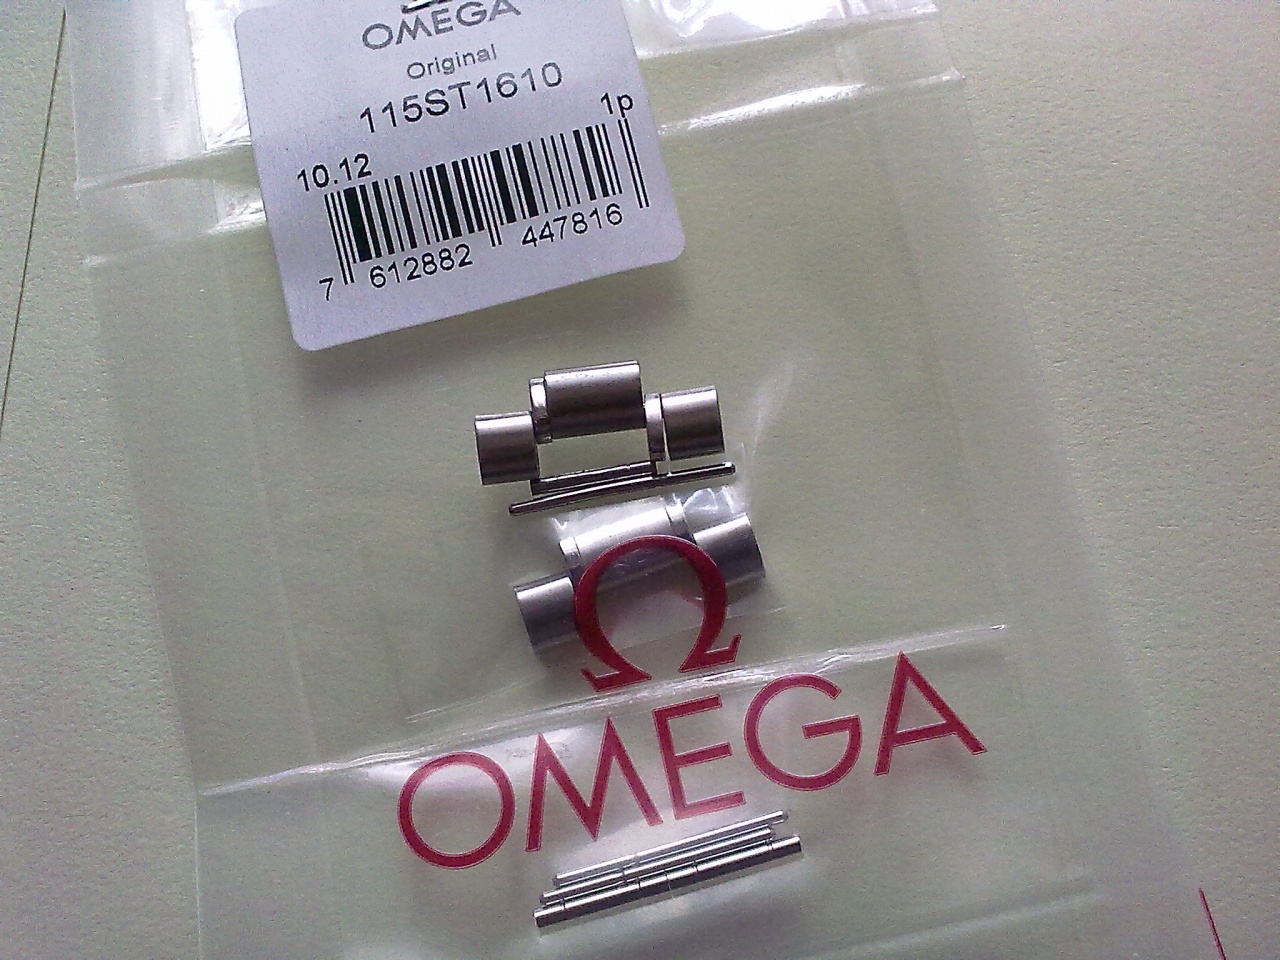 OMEGA
Original
115ST1610
1p
10.12
7 612882 447816
Ω
OMEGA